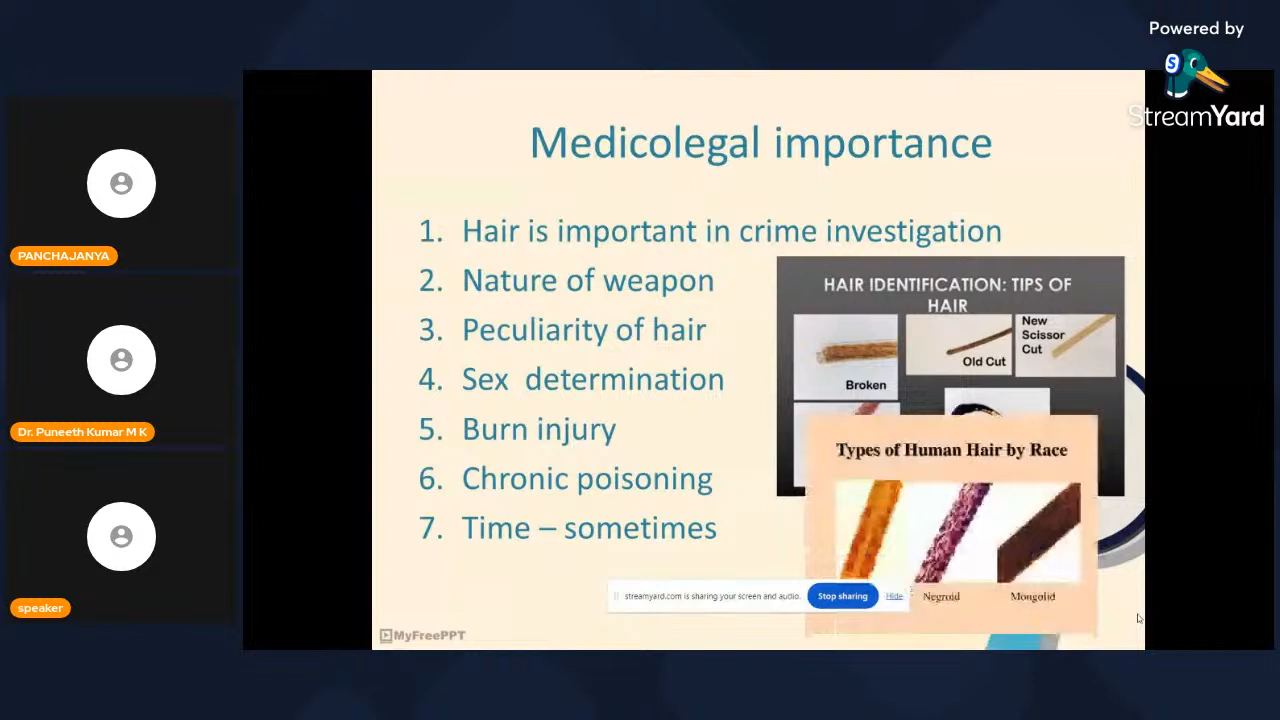 Powered by
StreamYard
PANCHAJANYA
Dr. Puneeth Kumar M K
speaker
Medicolegal importance
1. Hair is important in crime investigation
2. Nature of weapon
3. Peculiarity of hair
4. Sex determination
5. Burn injury
6. Chronic poisoning
7. Time – sometimes
HAIR IDENTIFICATION: TIPS OF
HAIR
Broken
Old Cut
New
Scissor
Cut
Types of Human Hair by Race
Negroid
Mongolid
streamyard.com is sharing your screen and audio.
Stop sharing
Hide
MyFreePPT